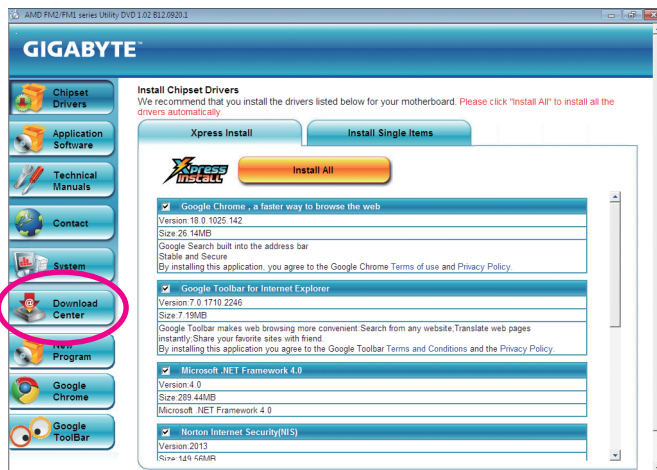 AMD FM2/FM1 series Utility DVD 1.02 B12.0920.1
GIGABYTE™
Chipset
Drivers
Application
Software
Technical
Manuals
Contact
System
Download
Center
New
Program
Google
Chrome
Google
ToolBar
Install Chipset Drivers
We recommend that you install the drivers listed below for your motherboard. Please click "Install All" to install all the
drivers automatically.
Xpress Install
Install Single Items
Xpress
INSTALL
Install All
Google Chrome , a faster way to browse the web
Version:18.0.1025.142
Size:26.14MB
Google Search built into the address bar
Stable and Secure
By installing this application, you agree to the Google Chrome Terms of use and Privacy Policy.
Google Toolbar for Internet Explorer
Version:7.0.1710.2246
Size:7.19MB
Google Toolbar makes web browsing more convenient:Search from any website;Translate web pages
instantly;Share your favorite sites with friend.
By installing this application you agree to the Google Toolbar Terms and Conditions and the Privacy Policy.
Microsoft .NET Framework 4.0
Version:4.0
Size:289.44MB
Microsoft .NET Framework 4.0
Norton Internet Security(NIS)
Version:2013
Size:149.56MB